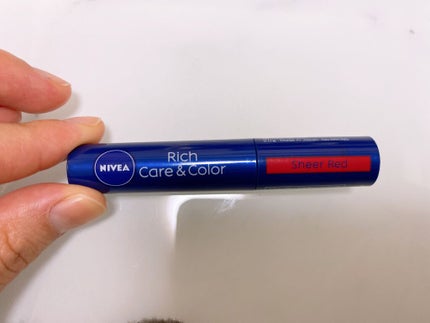 NIVEA
Rich
Care & Color
Sheer Red